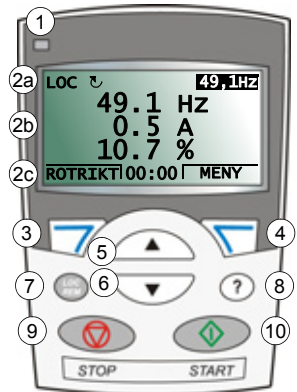 1
2a LOC ↻ 49,1HZ
49.1 HZ
2b 0.5 A
10.7 %
2c ROTRIKT 00:00 MENY
3 4
5
7 LOC REM 6 ? 8
9 10
STOP START